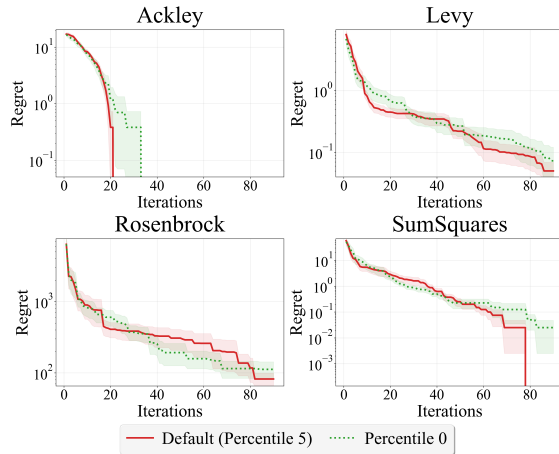 Ackley
Levy
Regret
10^1
10^0
10^-1
0 20 40 60 80
Iterations
Regret
10^0
10^-1
0 20 40 60 80
Iterations
Rosenbrock
SumSquares
Regret
10^3
10^2
0 20 40 60 80
Iterations
Regret
10^1
10^0
10^-1
10^-2
10^-3
0 20 40 60 80
Iterations
Default (Percentile 5)
Percentile 0